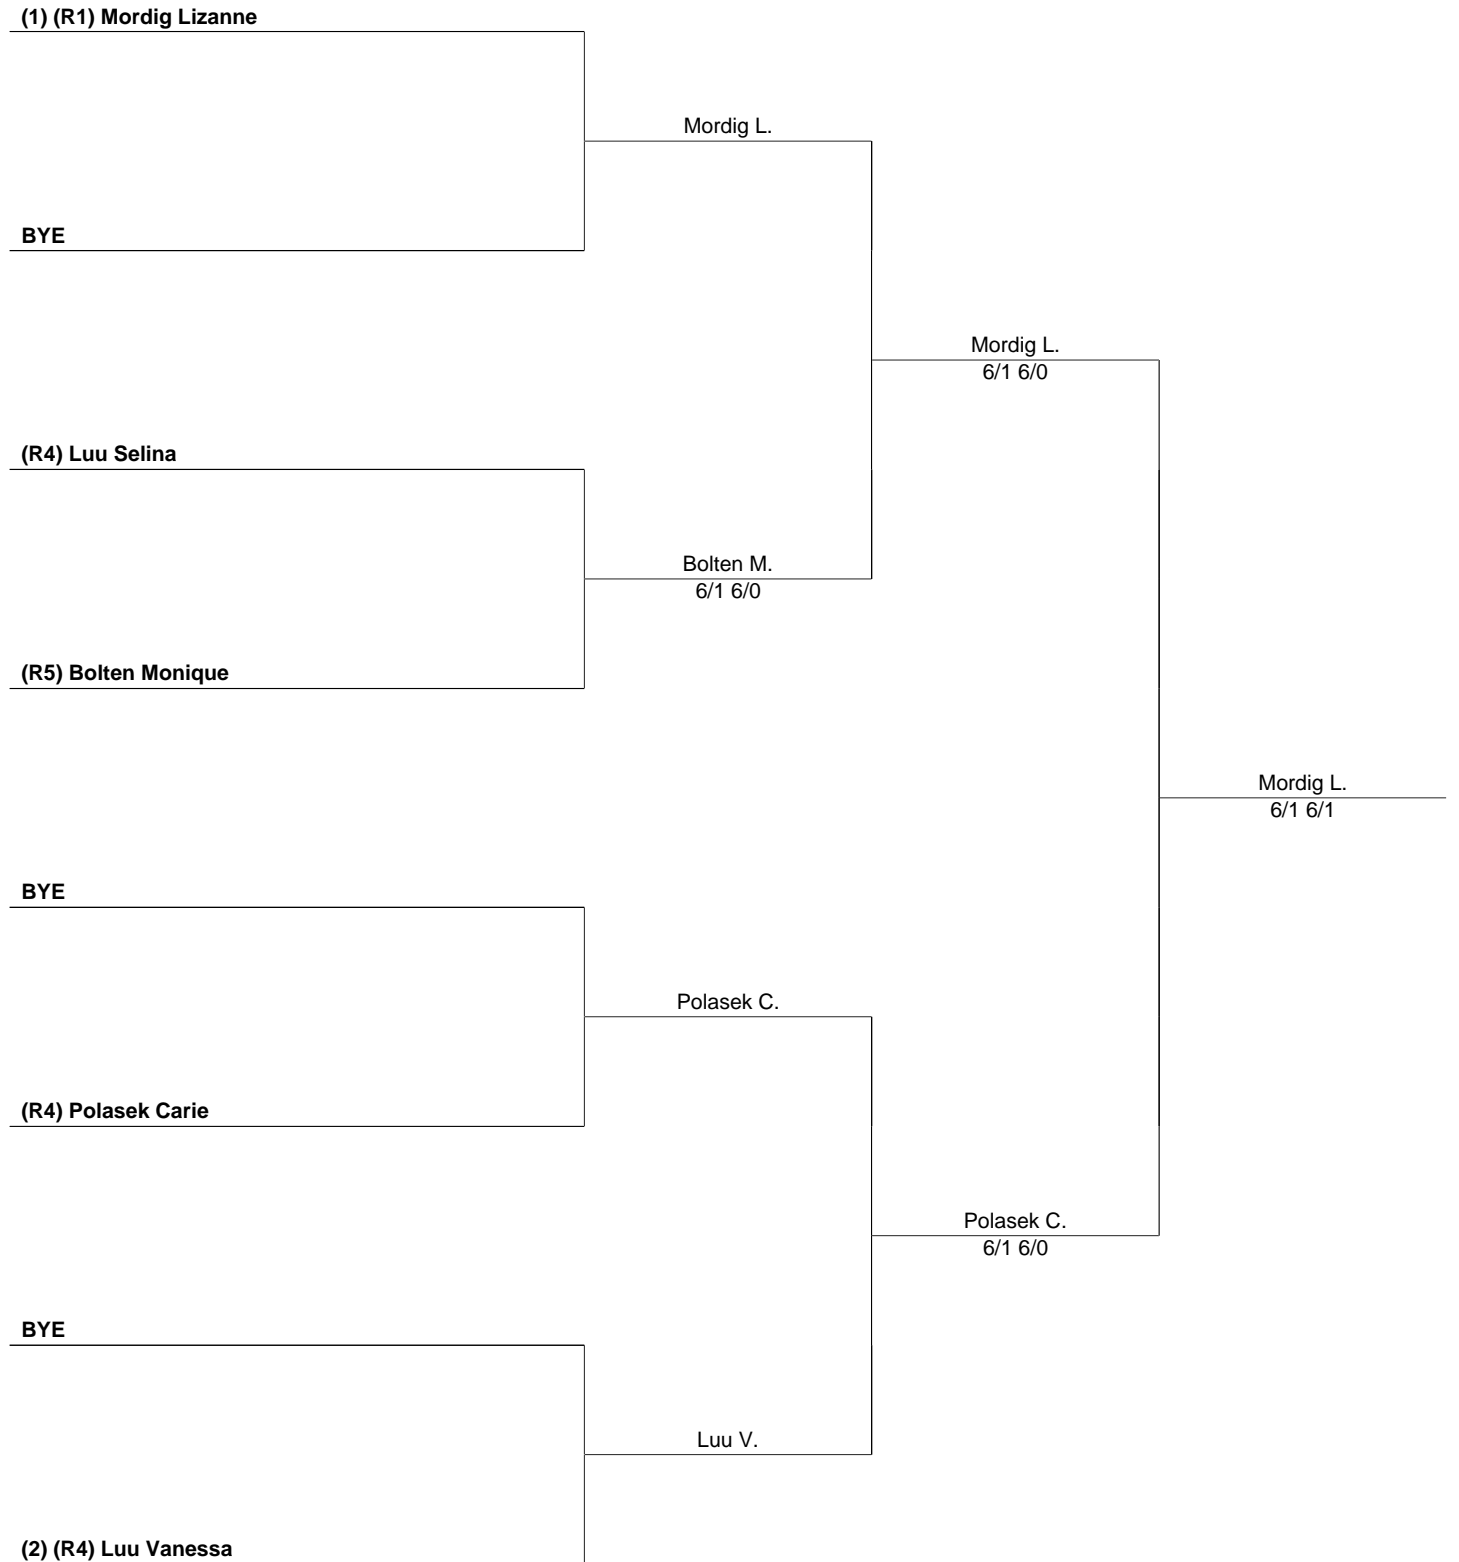 (1) (R1) Mordig Lizanne
Mordig L.
BYE
Mordig L.
6/1 6/0
(R4) Luu Selina
Bolten M.
6/1 6/0
(R5) Bolten Monique
Mordig L.
6/1 6/1
BYE
Polasek C.
(R4) Polasek Carie
Polasek C.
6/1 6/0
BYE
Luu V.
(2) (R4) Luu Vanessa